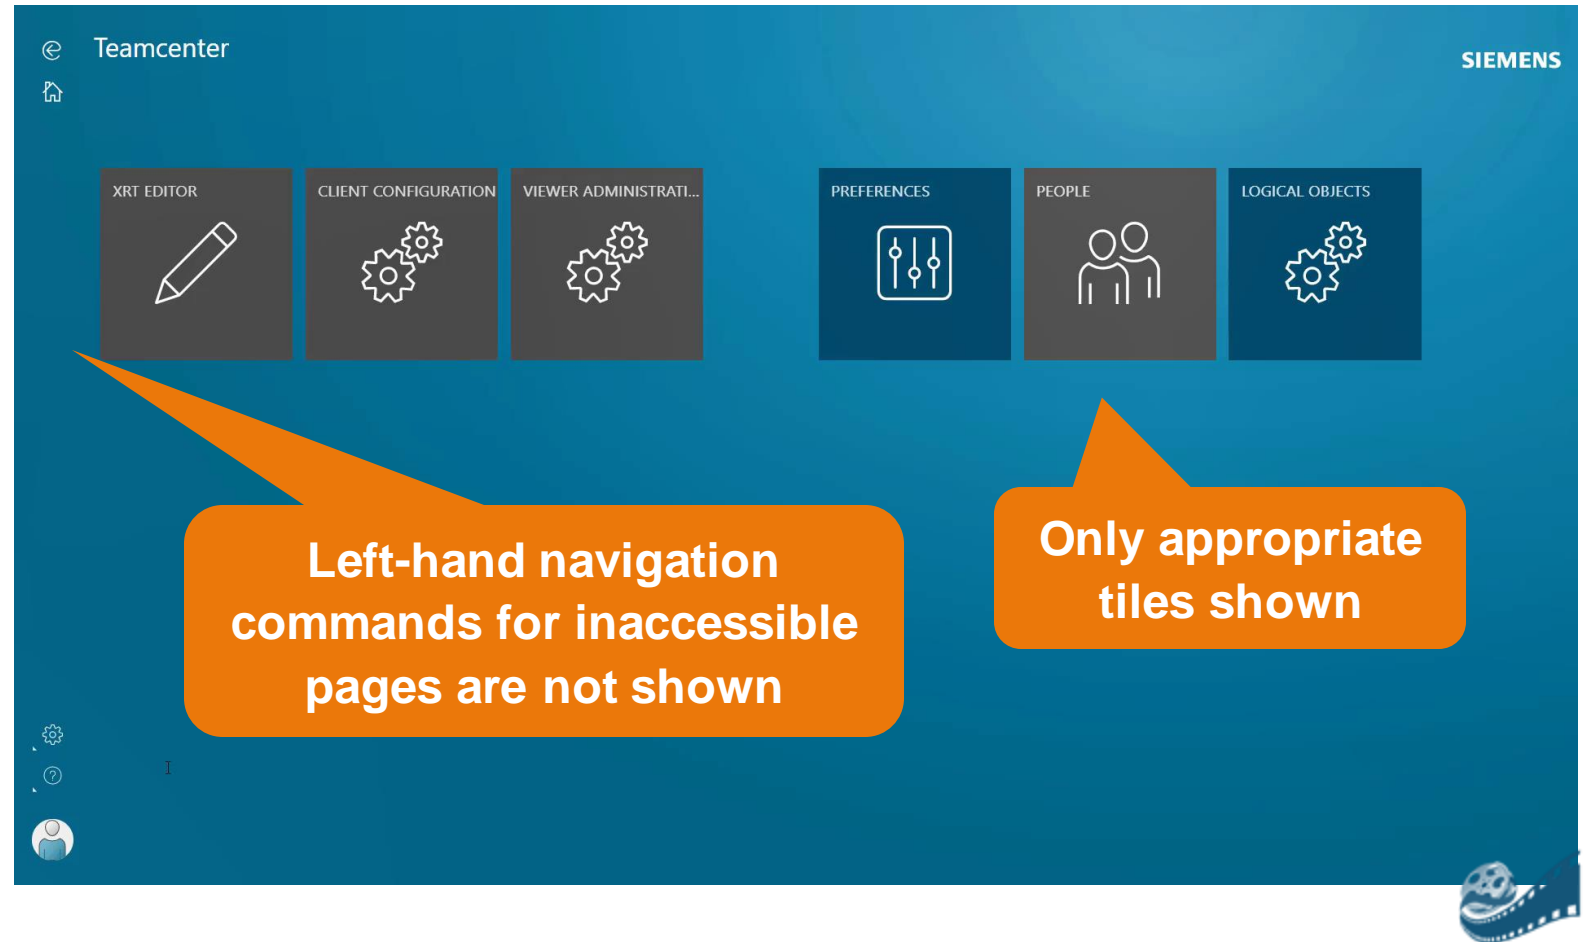 Teamcenter
SIEMENS
XRT EDITOR
CLIENT CONFIGURATION
VIEWER ADMINISTRATI...
PREFERENCES
PEOPLE
LOGICAL OBJECTS
Left-hand navigation
commands for inaccessible
pages are not shown
Only appropriate
tiles shown